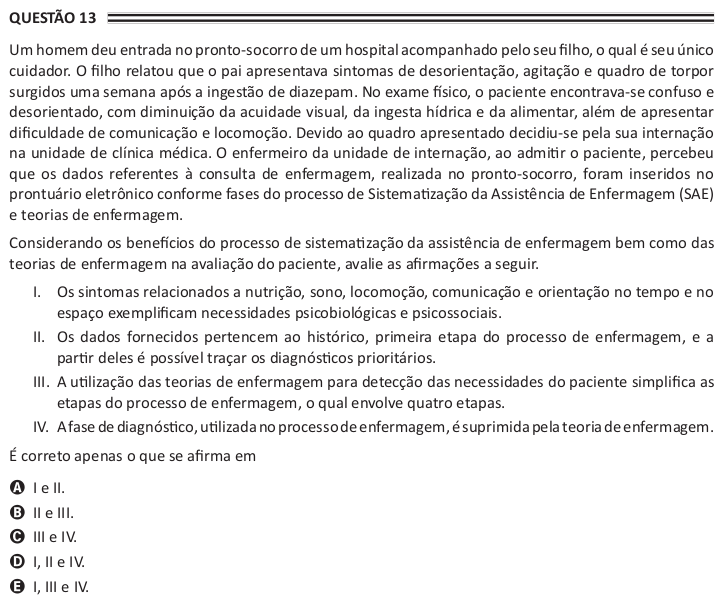 QUESTÃO 13
Um homem deu entrada no pronto-socorro de um hospital acompanhado pelo seu filho, o qual é seu único
cuidador. O filho relatou que o pai apresentava sintomas de desorientação, agitação e quadro de torpor
surgidos uma semana após a ingestão de diazepam. No exame físico, o paciente encontrava-se confuso e
desorientado, com diminuição da acuidade visual, da ingesta hídrica e da alimentar, além de apresentar
dificuldade de comunicação e locomoção. Devido ao quadro apresentado decidiu-se pela sua internação
na unidade de clínica médica. O enfermeiro da unidade de internação, ao admitir o paciente, percebeu
que os dados referentes à consulta de enfermagem, realizada no pronto-socorro, foram inseridos no
prontuário eletrônico conforme fases do processo de Sistematização da Assistência de Enfermagem (SAE)
e teorias de enfermagem.
Considerando os benefícios do processo de sistematização da assistência de enfermagem bem como das
teorias de enfermagem na avaliação do paciente, avalie as afirmações a seguir.
I. Os sintomas relacionados a nutrição, sono, locomoção, comunicação e orientação no tempo e no
espaço exemplificam necessidades psicobiológicas e psicossociais.
II. Os dados fornecidos pertencem ao histórico, primeira etapa do processo de enfermagem, e a
partir deles é possível traçar os diagnósticos prioritários.
III. A utilização das teorias de enfermagem para detecção das necessidades do paciente simplifica as
etapas do processo de enfermagem, o qual envolve quatro etapas.
IV. A fase de diagnóstico, utilizada no processo de enfermagem, é suprimida pela teoria de enfermagem.
É correto apenas o que se afirma em
A I e II.
B II e III.
C III e IV.
D I, II e IV.
E I, III e IV.